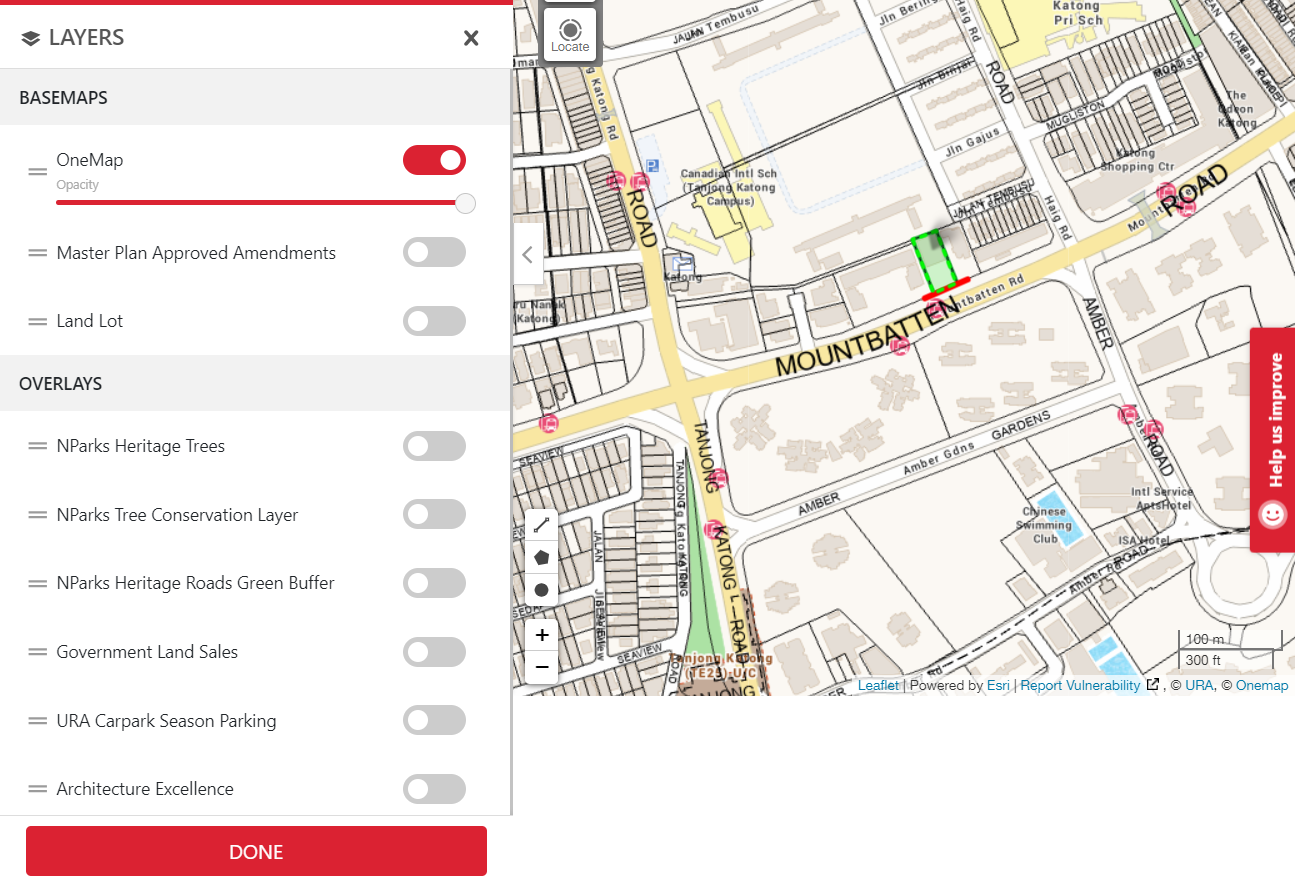 LAYERS
BASEMAPS
OneMap
Opacity
Master Plan Approved Amendments
Land Lot
OVERLAYS
NParks Heritage Trees
NParks Tree Conservation Layer
NParks Heritage Roads Green Buffer
Government Land Sales
URA Carpark Season Parking
Architecture Excellence
DONE
Locate
JALAN Tembusu
Jln Bering
Haig Rd
Katong
Pri Sch
ROAD
Katong Rd
Jln Binjai
MUGLISTON
The
Odeon
Katong
Jln Gajus
Katong
Shopping Ctr
Canadian Intl Sch
(Tanjong Katong
Campus)
P
ROAD
JALAN TEMBUSU
Haig Rd
ROAD
Katong
(Katong)
Mountbatten Rd
MOUNTBATTEN
AMBER
ROAD
SEAVIEW
TANJONG
KATONG
ROAD
Amber Gdns
GARDENS
AMBER
Intl Service
AptsHotel
Chinese
Swimming
Club
ISA Hotel
Amber Rd
ROAD
TANJONG
JALAN
SEAVIEW
Tanjong Katong
(TE25) U/C
TANJONG
AMBER
+
−
100 m
300 ft
Leaflet | Powered by Esri | Report Vulnerability , © URA, © Onemap
Help us improve